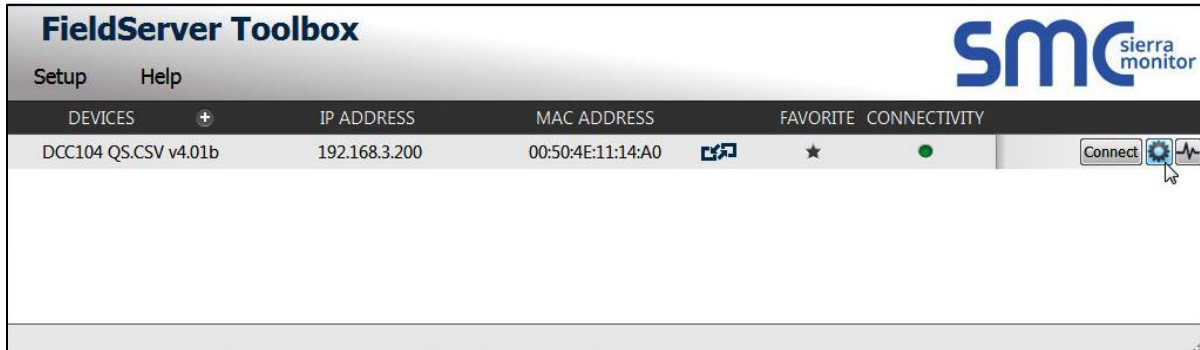 FieldServer Toolbox
smc sierra monitor
Setup Help
DEVICES IP ADDRESS MAC ADDRESS FAVORITE CONNECTIVITY
DCC104 QS.CSV v4.01b 192.168.3.200 00:50:4E:11:14:A0 Connect